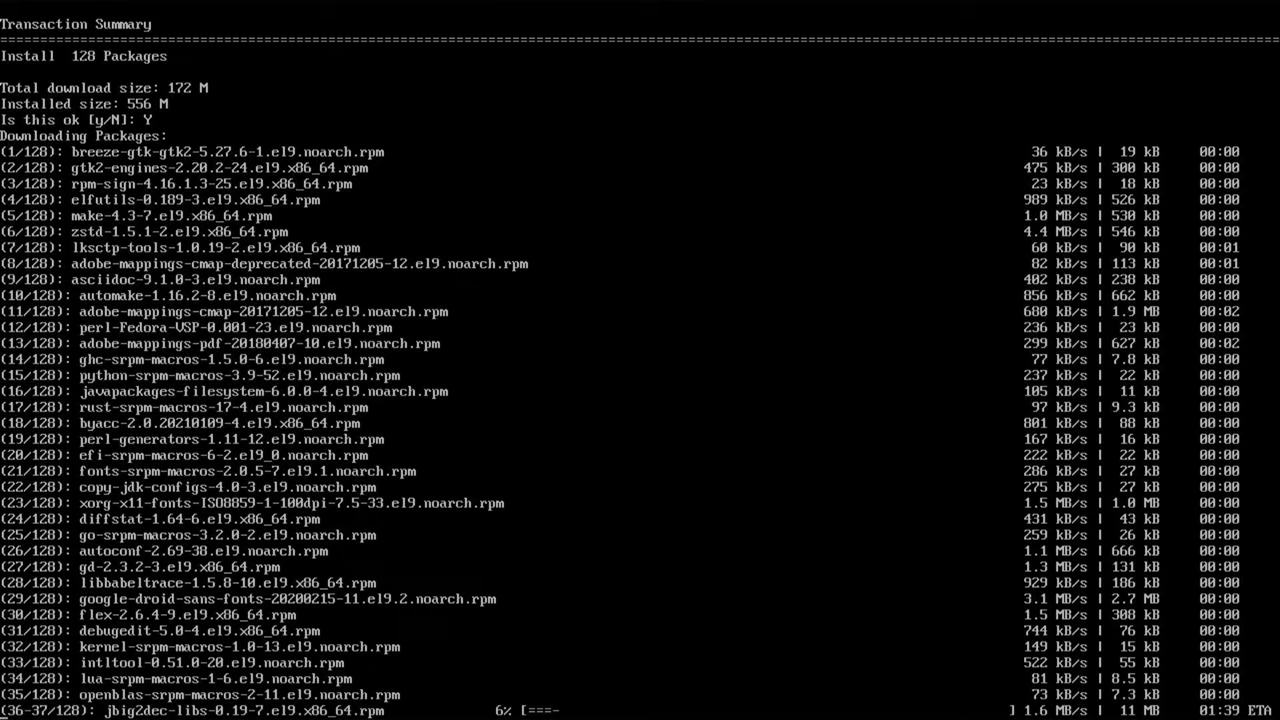 Transaction Summary
================================================================================================================================================================
Install  128 Packages
Total download size: 172 M
Installed size: 556 M
Is this ok [y/N]: Y
Downloading Packages:
(1/128): breeze-gtk-gtk2-5.27.6-1.el9.noarch.rpm 36 kB/s | 19 kB 00:00
(2/128): gtk2-engines-2.20.2-24.el9.x86_64.rpm 475 kB/s | 300 kB 00:00
(3/128): rpm-sign-4.16.1.3-25.el9.x86_64.rpm 23 kB/s | 18 kB 00:00
(4/128): elfutils-0.189-3.el9.x86_64.rpm 989 kB/s | 526 kB 00:00
(5/128): make-4.3-7.el9.x86_64.rpm 1.0 MB/s | 530 kB 00:00
(6/128): zstd-1.5.1-2.el9.x86_64.rpm 4.4 MB/s | 546 kB 00:00
(7/128): lksctp-tools-1.0.19-2.el9.x86_64.rpm 60 kB/s | 90 kB 00:01
(8/128): adobe-mappings-cmap-deprecated-20171205-12.el9.noarch.rpm 82 kB/s | 113 kB 00:01
(9/128): asciidoc-9.1.0-3.el9.noarch.rpm 402 kB/s | 238 kB 00:00
(10/128): automake-1.16.2-8.el9.noarch.rpm 856 kB/s | 662 kB 00:00
(11/128): adobe-mappings-cmap-20171205-12.el9.noarch.rpm 680 kB/s | 1.9 MB 00:02
(12/128): perl-Fedora-VSP-0.001-23.el9.noarch.rpm 236 kB/s | 23 kB 00:00
(13/128): adobe-mappings-pdf-20180407-10.el9.noarch.rpm 299 kB/s | 627 kB 00:02
(14/128): ghc-srpm-macros-1.5.0-6.el9.noarch.rpm 77 kB/s | 7.8 kB 00:00
(15/128): python-srpm-macros-3.9-52.el9.noarch.rpm 237 kB/s | 22 kB 00:00
(16/128): javapackages-filesystem-6.0.0-4.el9.noarch.rpm 105 kB/s | 11 kB 00:00
(17/128): rust-srpm-macros-17-4.el9.noarch.rpm 97 kB/s | 9.3 kB 00:00
(18/128): byacc-2.0.20210109-4.el9.x86_64.rpm 801 kB/s | 88 kB 00:00
(19/128): perl-generators-1.11-12.el9.noarch.rpm 167 kB/s | 16 kB 00:00
(20/128): efi-srpm-macros-6-2.el9_0.noarch.rpm 222 kB/s | 22 kB 00:00
(21/128): fonts-srpm-macros-2.0.5-7.el9.1.noarch.rpm 286 kB/s | 27 kB 00:00
(22/128): copy-jdk-configs-4.0-3.el9.noarch.rpm 275 kB/s | 27 kB 00:00
(23/128): xorg-x11-fonts-ISO8859-1-100dpi-7.5-33.el9.noarch.rpm 1.5 MB/s | 1.0 MB 00:00
(24/128): diffstat-1.64-6.el9.x86_64.rpm 431 kB/s | 43 kB 00:00
(25/128): go-srpm-macros-3.2.0-2.el9.noarch.rpm 259 kB/s | 26 kB 00:00
(26/128): autoconf-2.69-38.el9.noarch.rpm 1.1 MB/s | 666 kB 00:00
(27/128): gd-2.3.2-3.el9.x86_64.rpm 1.3 MB/s | 131 kB 00:00
(28/128): libbabeltrace-1.5.8-10.el9.x86_64.rpm 929 kB/s | 186 kB 00:00
(29/128): google-droid-sans-fonts-20200215-11.el9.2.noarch.rpm 3.1 MB/s | 2.7 MB 00:00
(30/128): flex-2.6.4-9.el9.x86_64.rpm 1.5 MB/s | 308 kB 00:00
(31/128): debugedit-5.0-4.el9.x86_64.rpm 744 kB/s | 76 kB 00:00
(32/128): kernel-srpm-macros-1.0-13.el9.noarch.rpm 149 kB/s | 15 kB 00:00
(33/128): intltool-0.51.0-20.el9.noarch.rpm 522 kB/s | 55 kB 00:00
(34/128): lua-srpm-macros-1-6.el9.noarch.rpm 81 kB/s | 8.5 kB 00:00
(35/128): openblas-srpm-macros-2-11.el9.noarch.rpm 73 kB/s | 7.3 kB 00:00
(36-37/128): jbig2dec-libs-0.19-7.el9.x86_64.rpm 6% [===- ] 1.6 MB/s | 11 MB 01:39 ETA